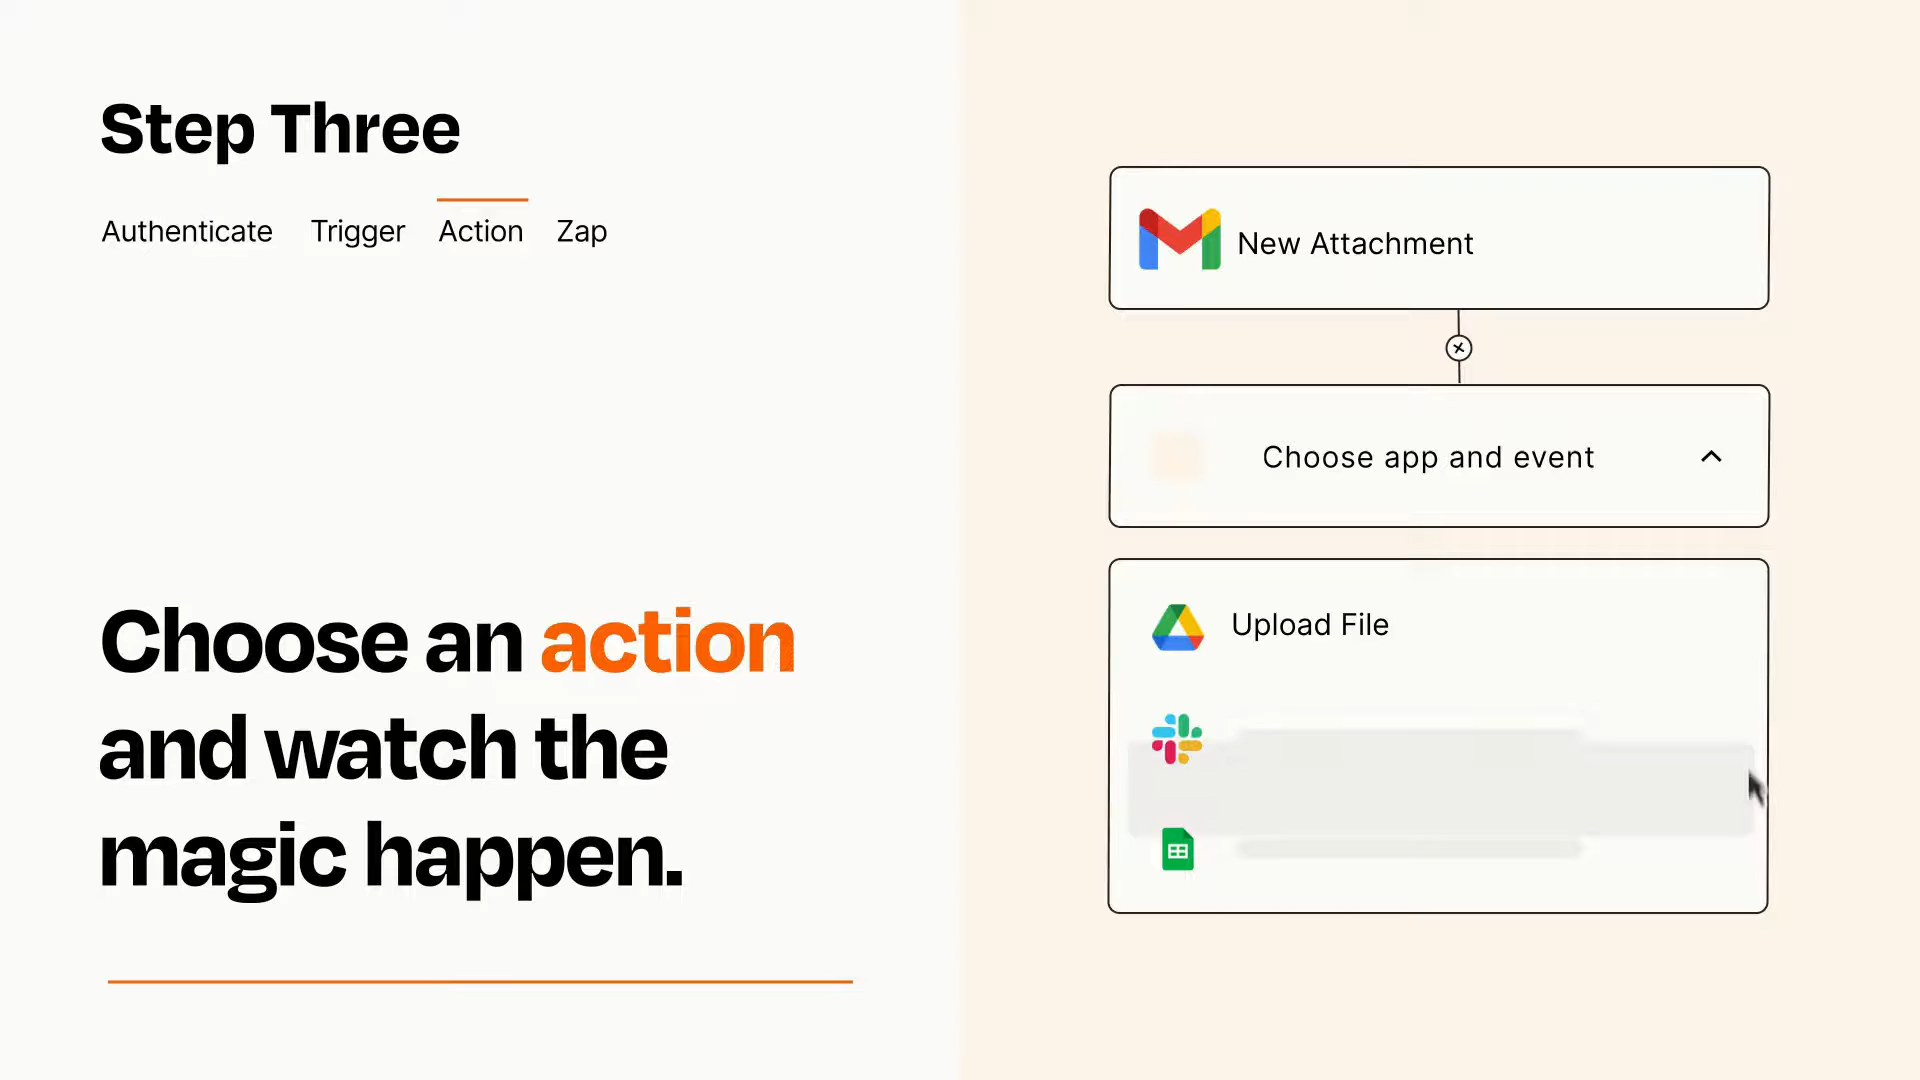 Step Three
Authenticate Trigger Action Zap
Choose an action
and watch the
magic happen.
New Attachment
Choose app and event
Upload File